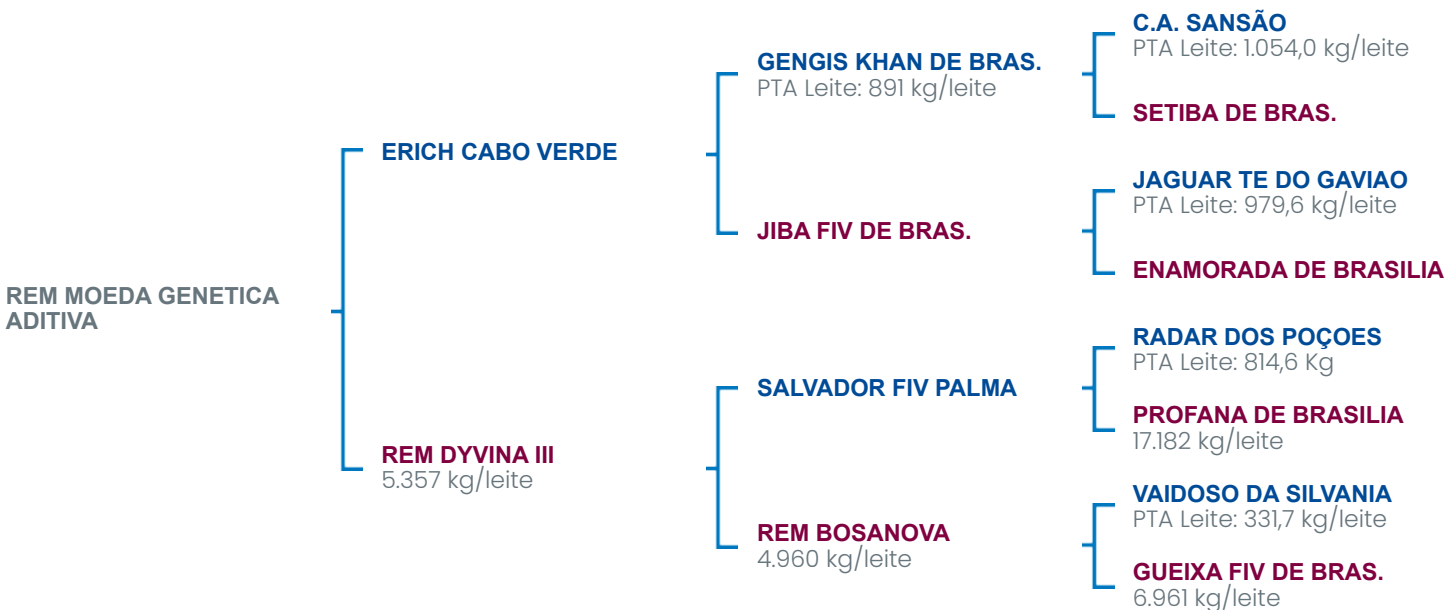 REM MOEDA GENETICA
ADITIVA
ERICH CABO VERDE
REM DYVINA III
5.357 kg/leite
GENGIS KHAN DE BRAS.
PTA Leite: 891 kg/leite
JIBA FIV DE BRAS.
SALVADOR FIV PALMA
REM BOSANOVA
4.960 kg/leite
C.A. SANSÃO
PTA Leite: 1.054,0 kg/leite
SETIBA DE BRAS.
JAGUAR TE DO GAVIAO
PTA Leite: 979,6 kg/leite
ENAMORADA DE BRASILIA
RADAR DOS POÇOES
PTA Leite: 814,6 Kg
PROFANA DE BRASILIA
17.182 kg/leite
VAIDOSO DA SILVANIA
PTA Leite: 331,7 kg/leite
GUEIXA FIV DE BRAS.
6.961 kg/leite